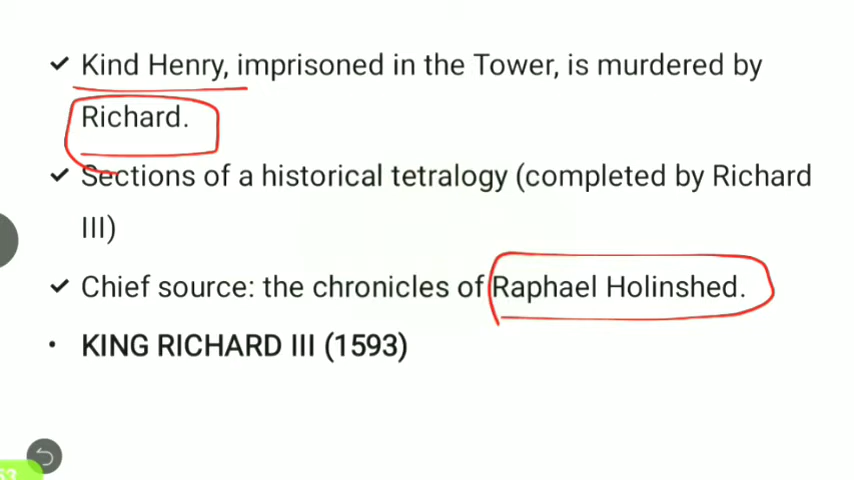 ✓ Kind Henry, imprisoned in the Tower, is murdered by
Richard.
✓ Sections of a historical tetralogy (completed by Richard
III)
✓ Chief source: the chronicles of Raphael Holinshed.
• KING RICHARD III (1593)